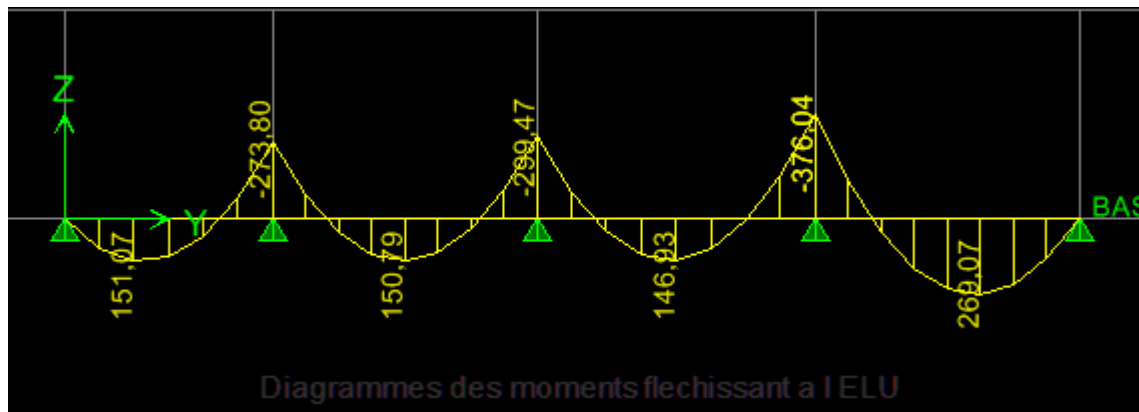 Z
-273,80
-299,47
-376,04
Y
BAS
151,07
150,79
146,93
269,07
Diagrammes des moments flechissant a l ELU